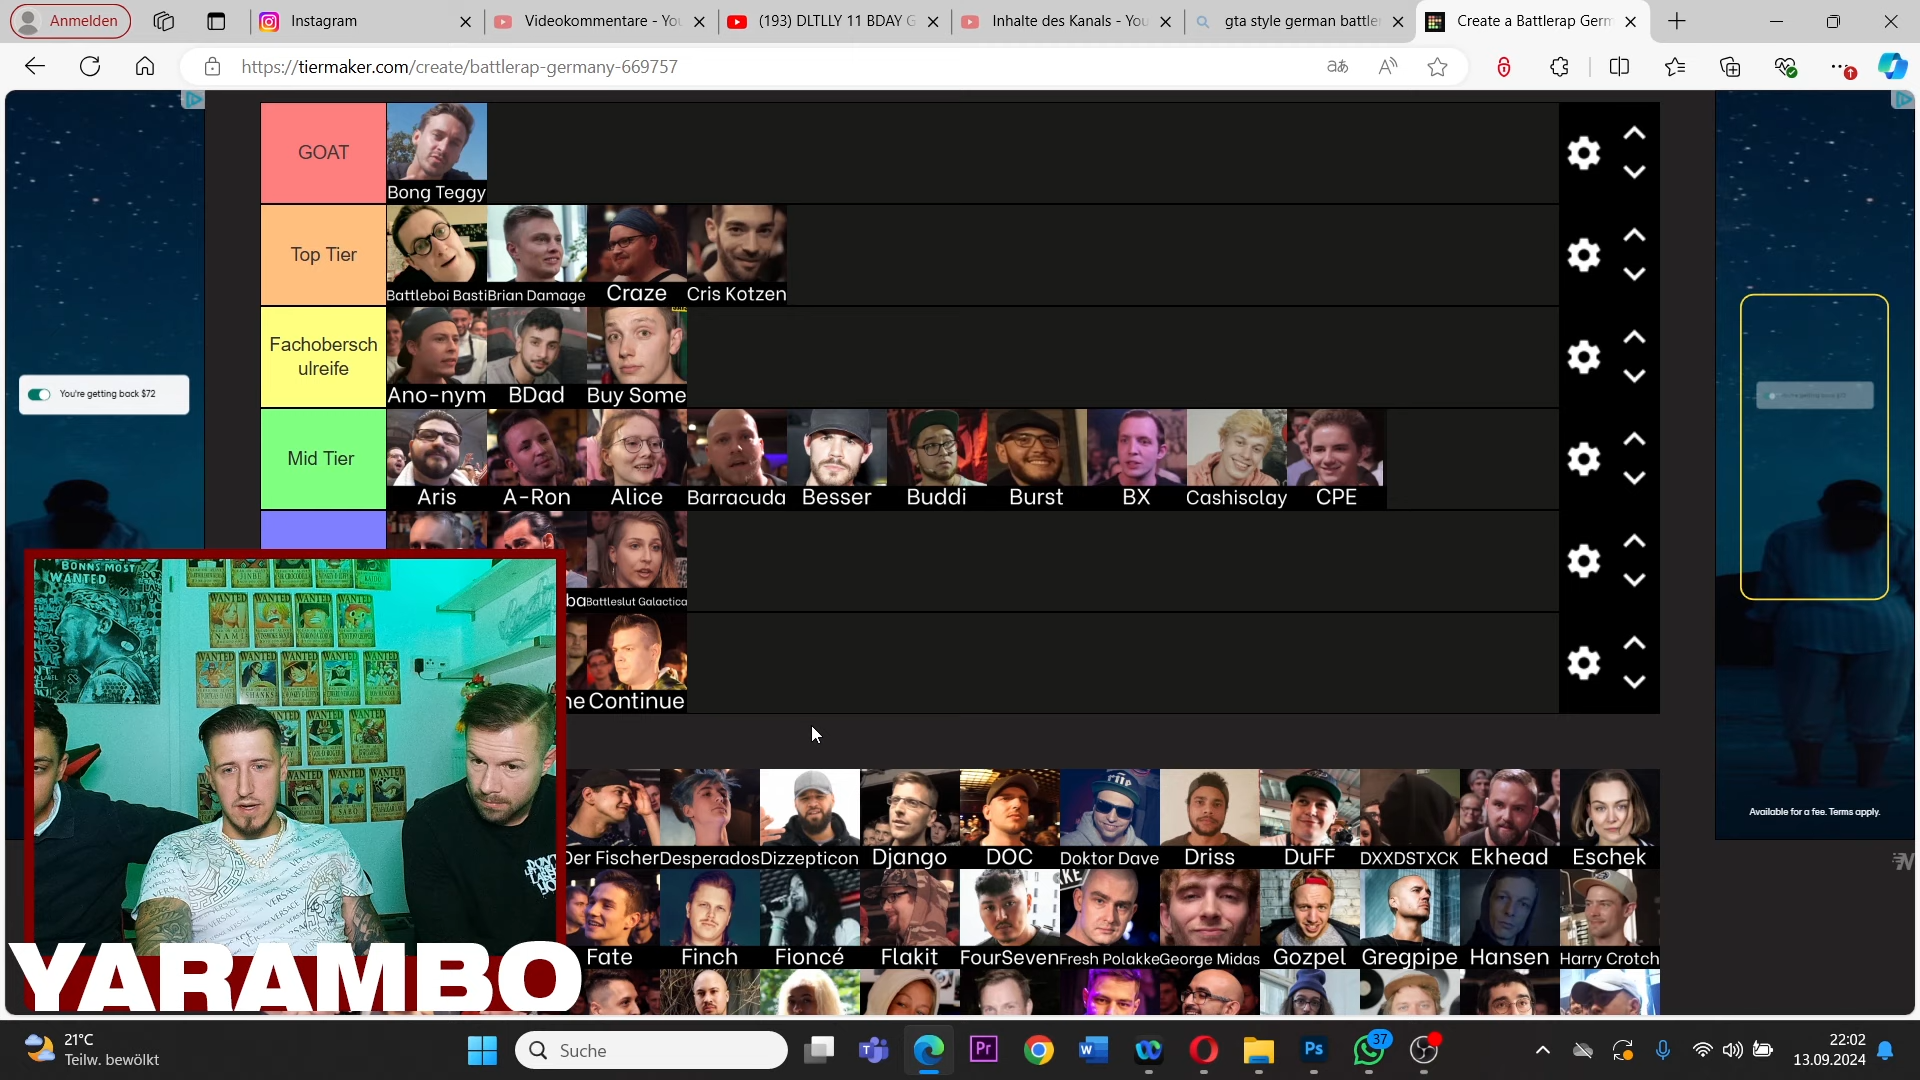 Anmelden
Instagram
Videokommentare - You
(193) DLTLLY 11 BDAY G
Inhalte des Kanals - You
gta style german battler
Create a Battlerap Germ
https://tiermaker.com/create/battlerap-germany-669757
GOAT
Bong Teggy
Top Tier
Battleboi Basti
Brian Damage
Craze
Cris Kotzen
Fachobersch
ulreife
Ano-nym
BDad
Buy Some
Mid Tier
Aris
A-Ron
Alice
Barracuda
Besser
Buddi
Burst
BX
Cashisclay
CPE
ba
Battleslut Galactica
ne Continue
You're getting back $72
Available for a fee. Terms apply.
BONNS MOST
WANTED
Der Fischer
Desperados
Dizzepticon
Django
DOC
Doktor Dave
Driss
DuFF
DXXDSTXCK
Ekhead
Eschek
Fate
Finch
Fioncé
Flakit
FourSeven
Fresh Polakke
George Midas
Gozpel
Gregpipe
Hansen
Harry Crotch
YARAMBO
21°C
Teilw. bewölkt
Suche
37
22:02
13.09.2024